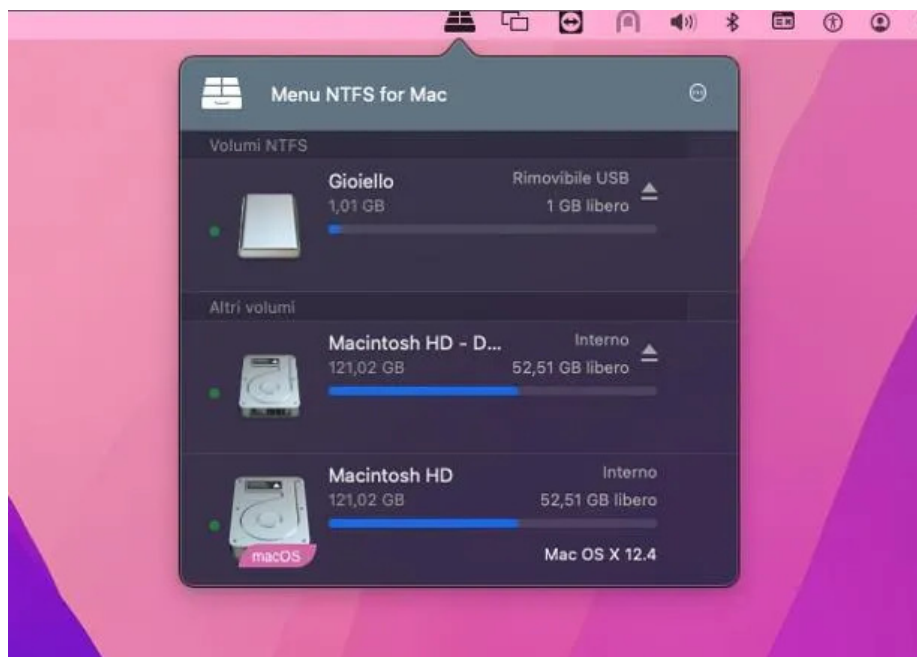 Menu NTFS for Mac
Volumi NTFS
Gioiello
Rimovibile USB
1,01 GB
1 GB libero
Altri volumi
Macintosh HD - D...
Interno
121,02 GB
52,51 GB libero
Macintosh HD
Interno
121,02 GB
52,51 GB libero
macOS
Mac OS X 12.4